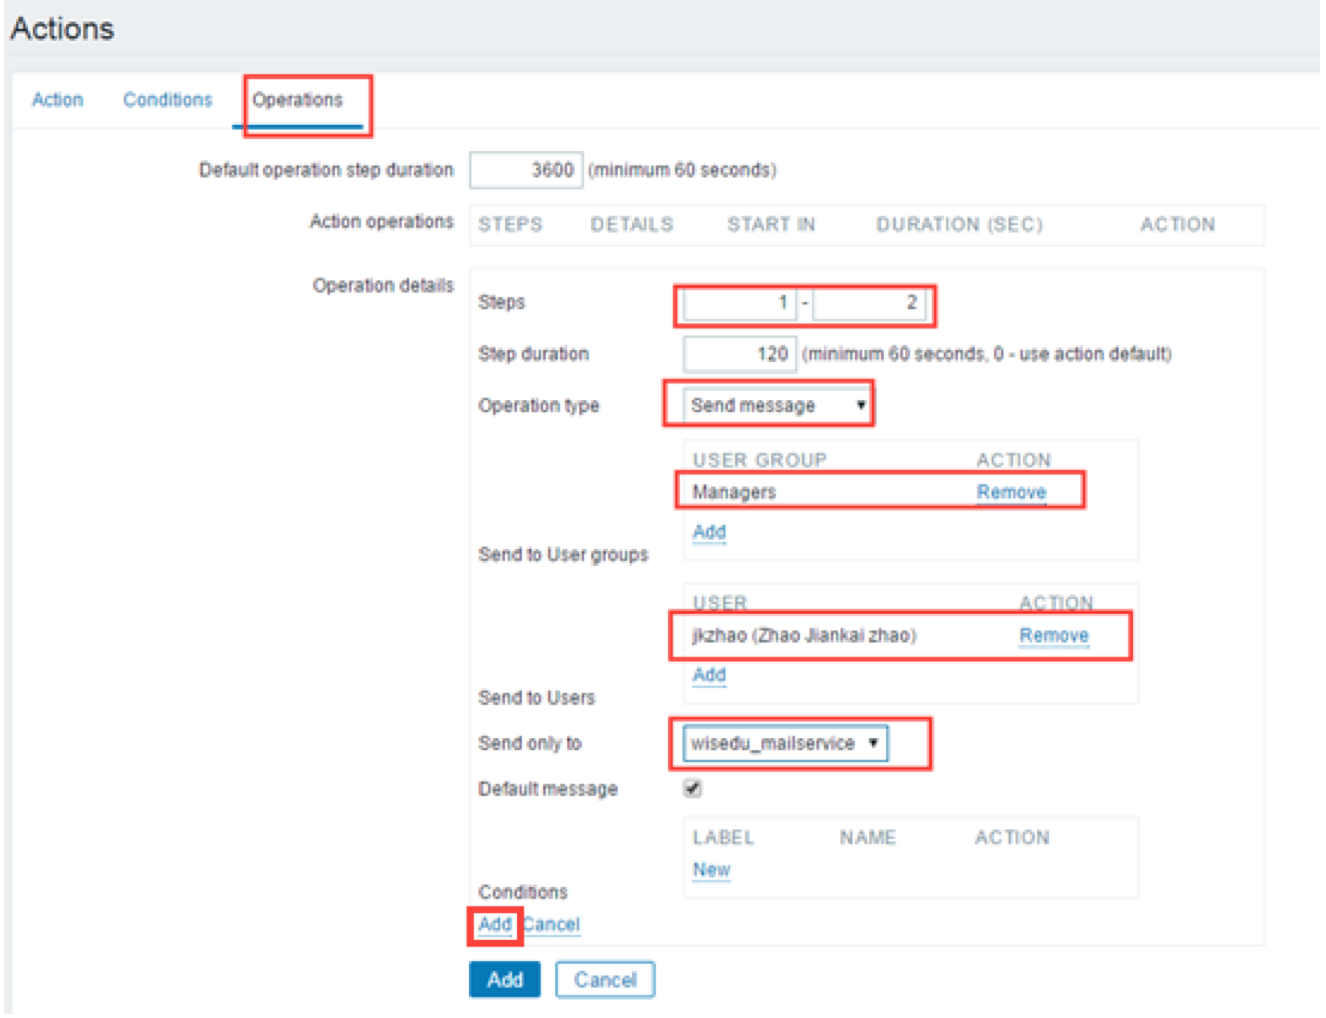 Actions
Action Conditions Operations
Default operation step duration 3600 (minimum 60 seconds)
Action operations STEPS DETAILS START IN DURATION (SEC) ACTION
Operation details
Steps 1 - 2
Step duration 120 (minimum 60 seconds, 0 - use action default)
Operation type Send message
USER GROUP ACTION
Managers Remove
Add
Send to User groups
USER ACTION
jkzhao (Zhao Jiankai zhao) Remove
Add
Send to Users
Send only to wisedu_mailservice
Default message
LABEL NAME ACTION
New
Conditions
Add Cancel
Add Cancel